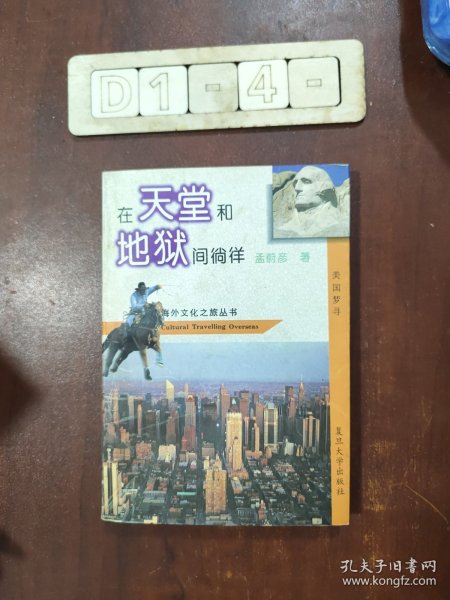 D1-4-
在天堂和
地狱间徜徉 孟蔚彦 著
美国梦寻
海外文化之旅丛书
Cultural Travelling Overseas
复旦大学出版社
孔夫子旧书网
www.kongfz.com